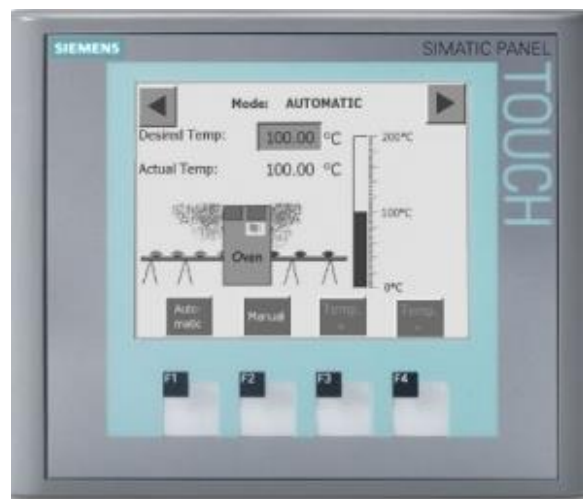 SIEMENS
SIMATIC PANEL
TOUCH
Mode: AUTOMATIC
Desired Temp: 100.00 °C
Actual Temp: 100.00 °C
200°C
100°C
0°C
Oven
Auto-
matic
Manual
Temp.
Temp.
F1
F2
F3
F4